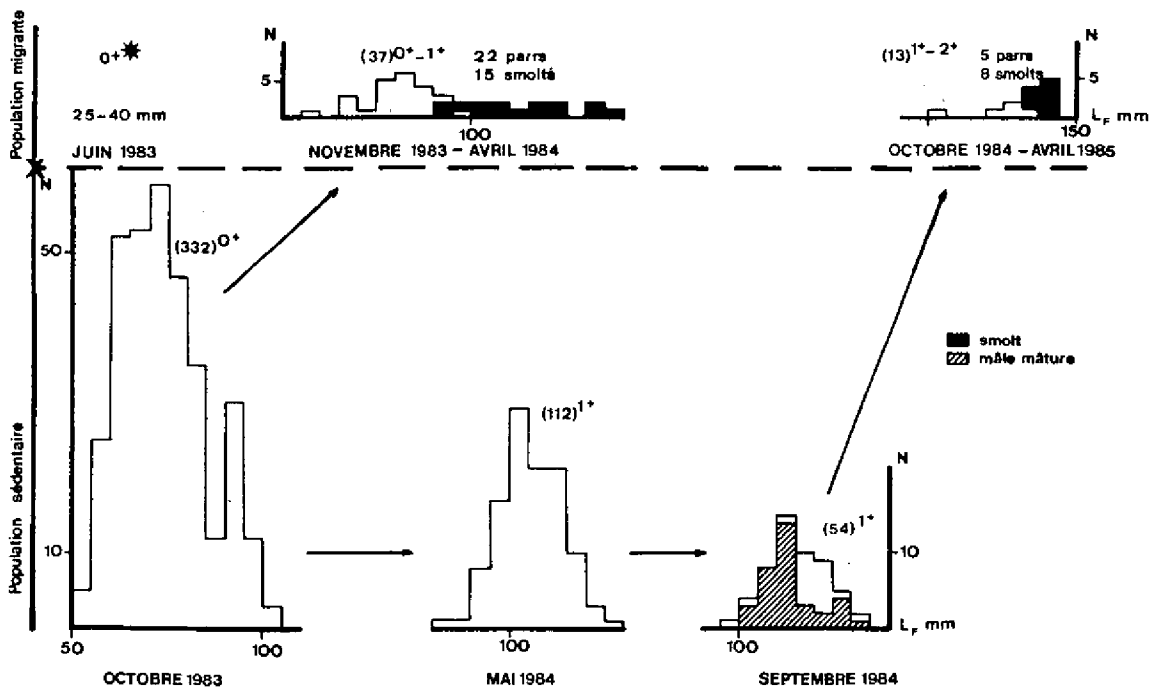 Population migrante
0+
25-40 mm
JUIN 1983
N
5
(37) 0+-1+
22 parrs
15 smolts
100
NOVEMBRE 1983 - AVRIL 1984
(13) 1+-2+
5 parrs
8 smolts
N
5
L_F mm
150
OCTOBRE 1984 - AVRIL 1985
Population sédentaire
N
50
10
(332) 0+
50
100
OCTOBRE 1983
(112) 1+
100
MAI 1984
smolt
mâle mâture
N
10
(54) 1+
L_F mm
100
SEPTEMBRE 1984